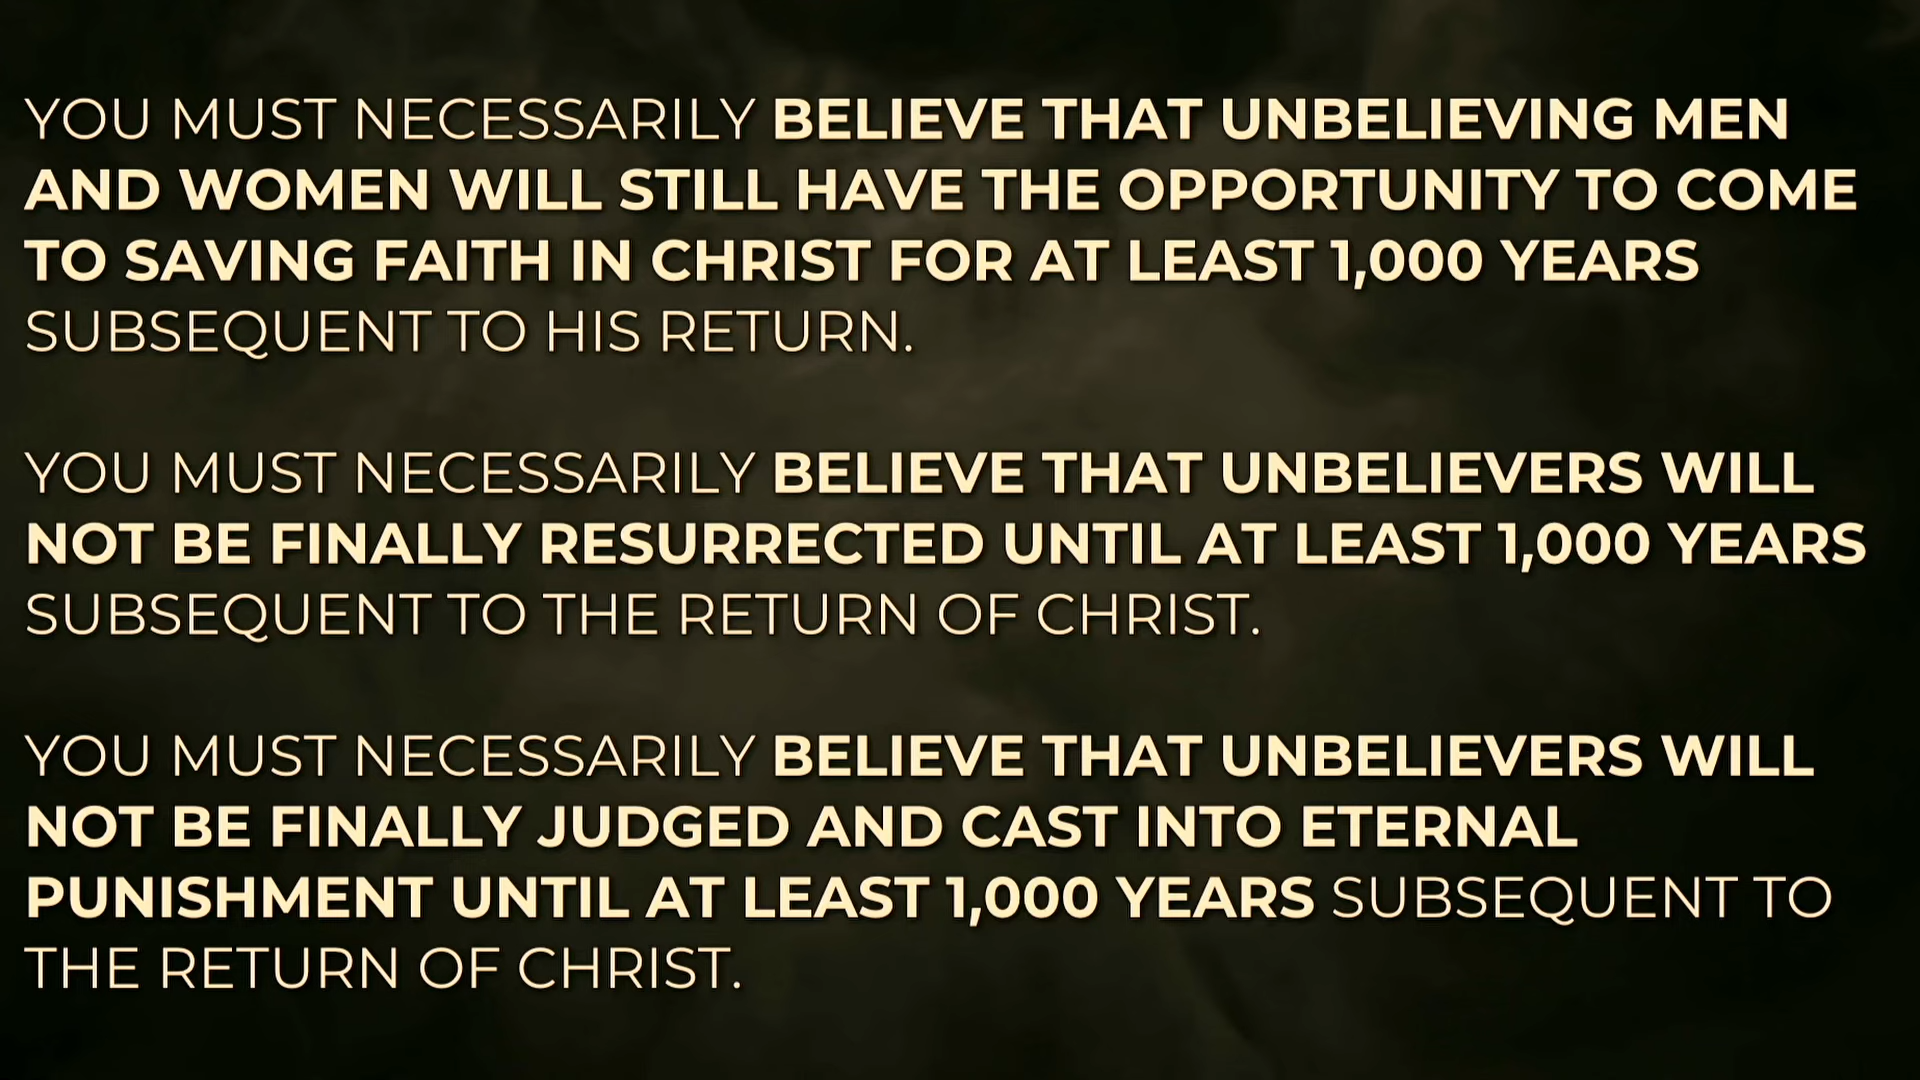 YOU MUST NECESSARILY BELIEVE THAT UNBELIEVING MEN
AND WOMEN WILL STILL HAVE THE OPPORTUNITY TO COME
TO SAVING FAITH IN CHRIST FOR AT LEAST 1,000 YEARS
SUBSEQUENT TO HIS RETURN.
YOU MUST NECESSARILY BELIEVE THAT UNBELIEVERS WILL
NOT BE FINALLY RESURRECTED UNTIL AT LEAST 1,000 YEARS
SUBSEQUENT TO THE RETURN OF CHRIST.
YOU MUST NECESSARILY BELIEVE THAT UNBELIEVERS WILL
NOT BE FINALLY JUDGED AND CAST INTO ETERNAL
PUNISHMENT UNTIL AT LEAST 1,000 YEARS SUBSEQUENT TO
THE RETURN OF CHRIST.